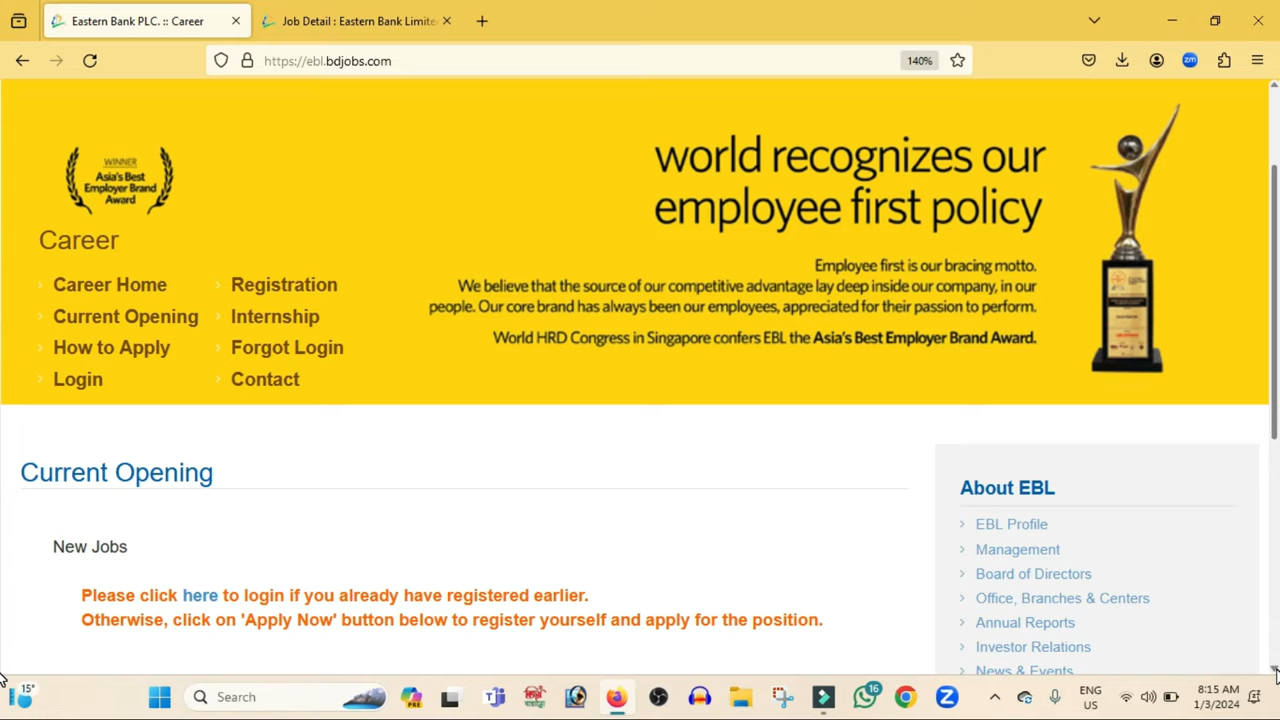 Eastern Bank PLC. :: Career
Job Detail : Eastern Bank Limite
https://ebl.bdjobs.com
140%
zm
WINNER
Asia's Best
Employer Brand
Award
world recognizes our
employee first policy
Employee first is our bracing motto.
We believe that the source of our competitive advantage lay deep inside our company, in our
people. Our core brand has always been our employees, appreciated for their passion to perform.
World HRD Congress in Singapore confers EBL the Asia's Best Employer Brand Award.
Career
Career Home
Registration
Current Opening
Internship
How to Apply
Forgot Login
Login
Contact
Current Opening
New Jobs
Please click here to login if you already have registered earlier.
Otherwise, click on 'Apply Now' button below to register yourself and apply for the position.
About EBL
EBL Profile
Management
Board of Directors
Office, Branches & Centers
Annual Reports
Investor Relations
News & Events
15°
Search
PRE
16
ENG
US
8:15 AM
1/3/2024